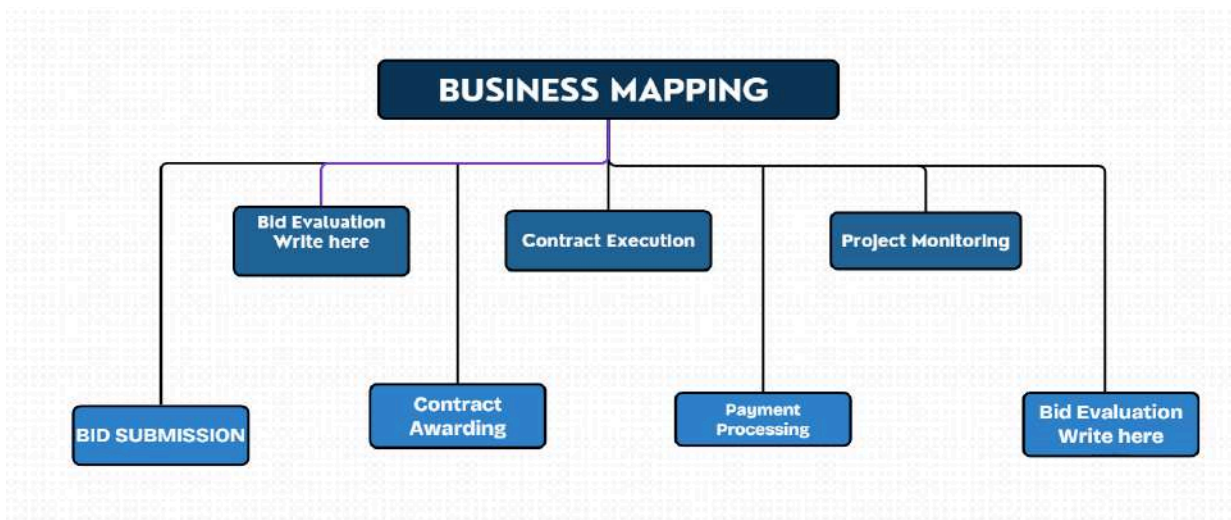 BUSINESS MAPPING
Bid Evaluation
Write here
Contract Execution
Project Monitoring
BID SUBMISSION
Contract
Awarding
Payment
Processing
Bid Evaluation
Write here